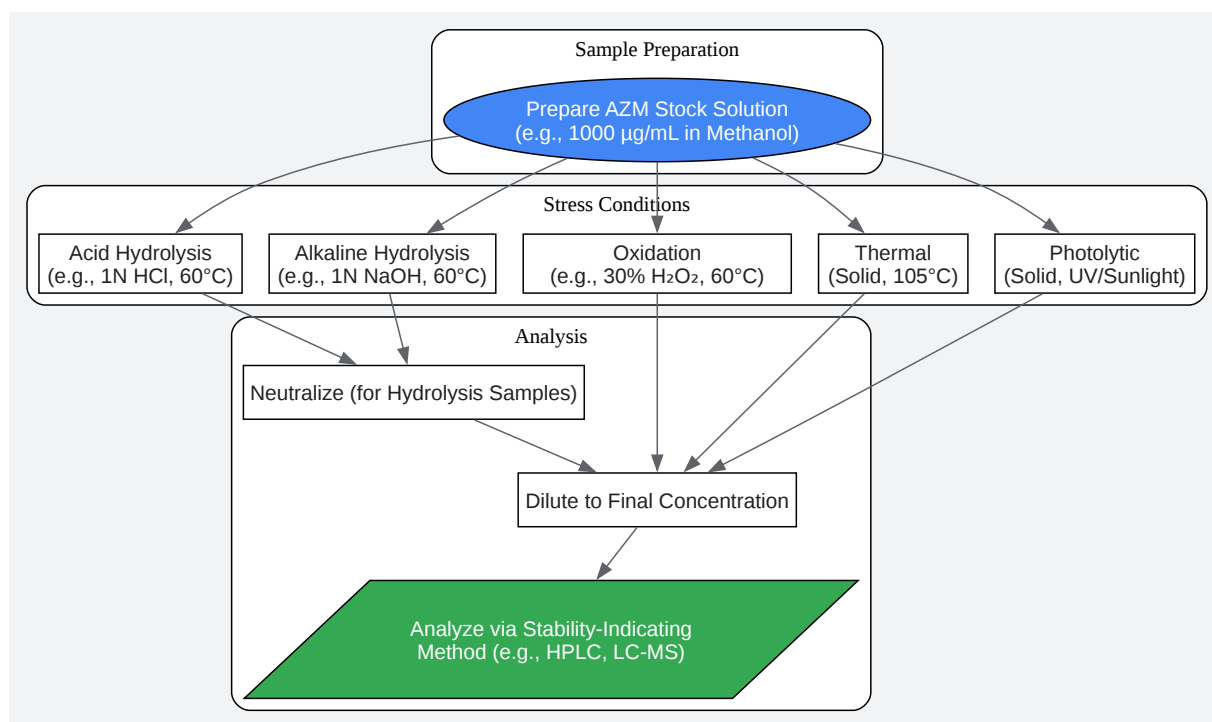 Sample Preparation
Prepare AZM Stock Solution
(e.g., 1000 µg/mL in Methanol)
Stress Conditions
Acid Hydrolysis
(e.g., 1N HCl, 60°C)
Alkaline Hydrolysis
(e.g., 1N NaOH, 60°C)
Oxidation
(e.g., 30% H₂O₂, 60°C)
Thermal
(Solid, 105°C)
Photolytic
(Solid, UV/Sunlight)
Analysis
Neutralize (for Hydrolysis Samples)
Dilute to Final Concentration
Analyze via Stability-Indicating
Method (e.g., HPLC, LC-MS)